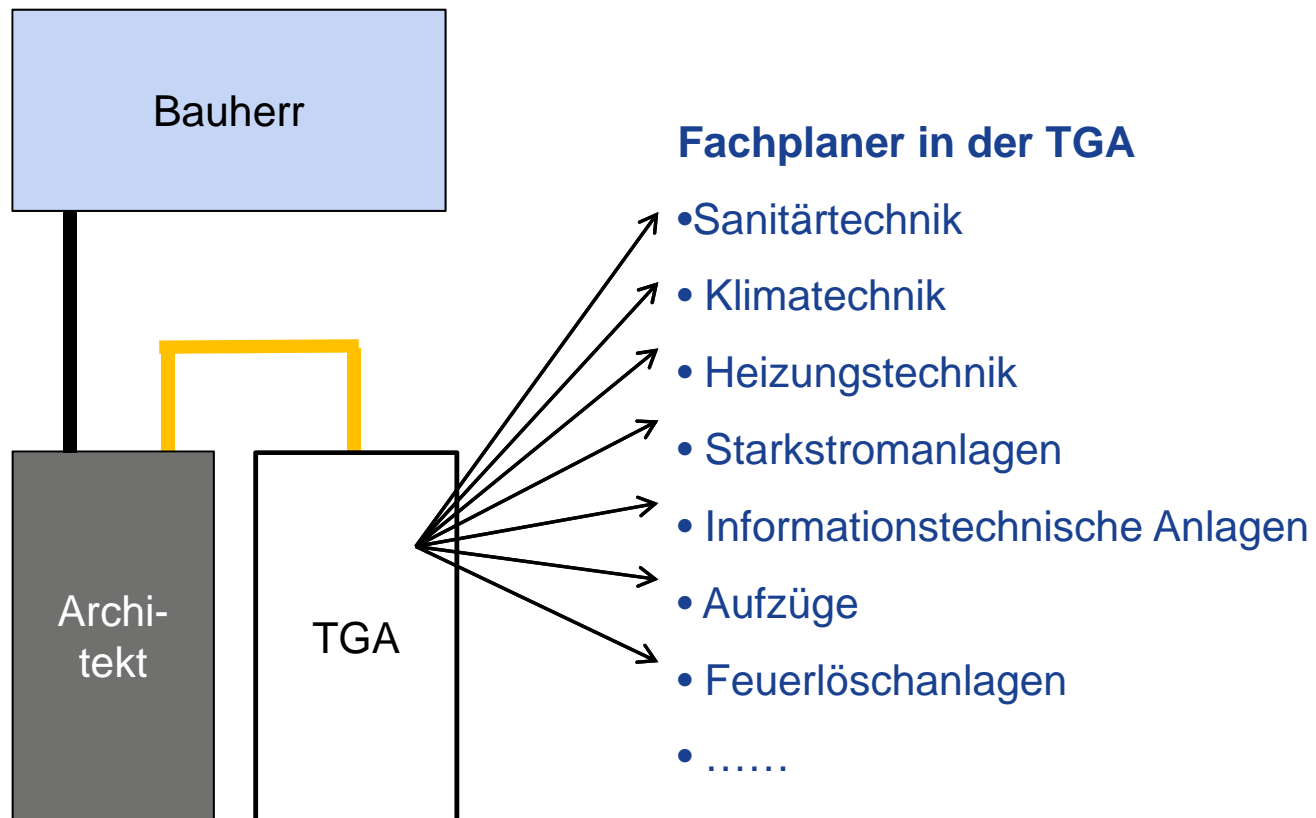 Bauherr
Fachplaner in der TGA
•Sanitärtechnik
• Klimatechnik
• Heizungstechnik
• Starkstromanlagen
• Informationstechnische Anlagen
• Aufzüge
• Feuerlöschanlagen
• ……
Archi-
tekt
TGA